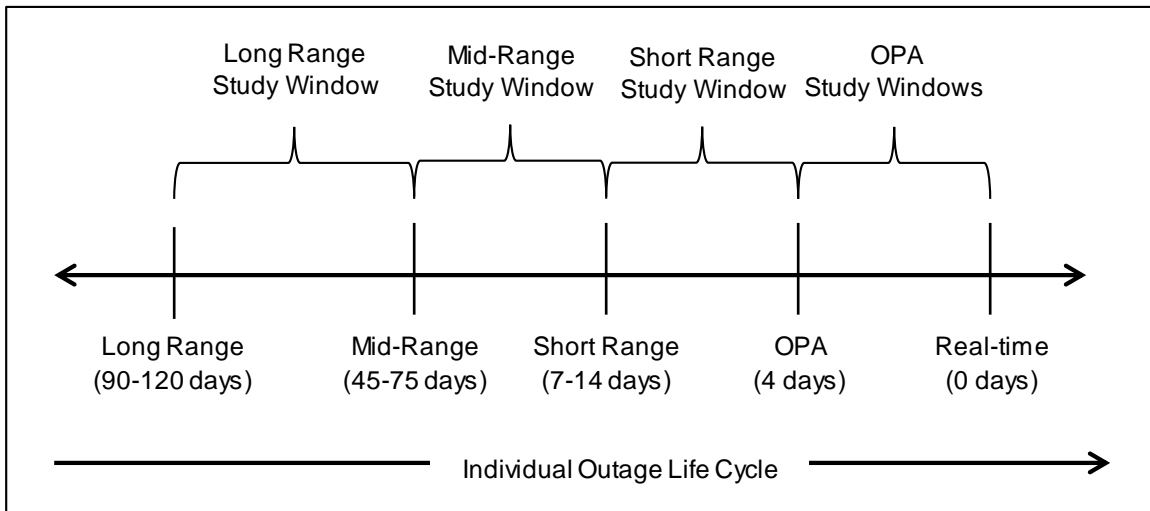 Long Range
Study Window
Mid-Range
Study Window
Short Range
Study Window
OPA
Study Windows
Long Range
(90-120 days)
Mid-Range
(45-75 days)
Short Range
(7-14 days)
OPA
(4 days)
Real-time
(0 days)
Individual Outage Life Cycle